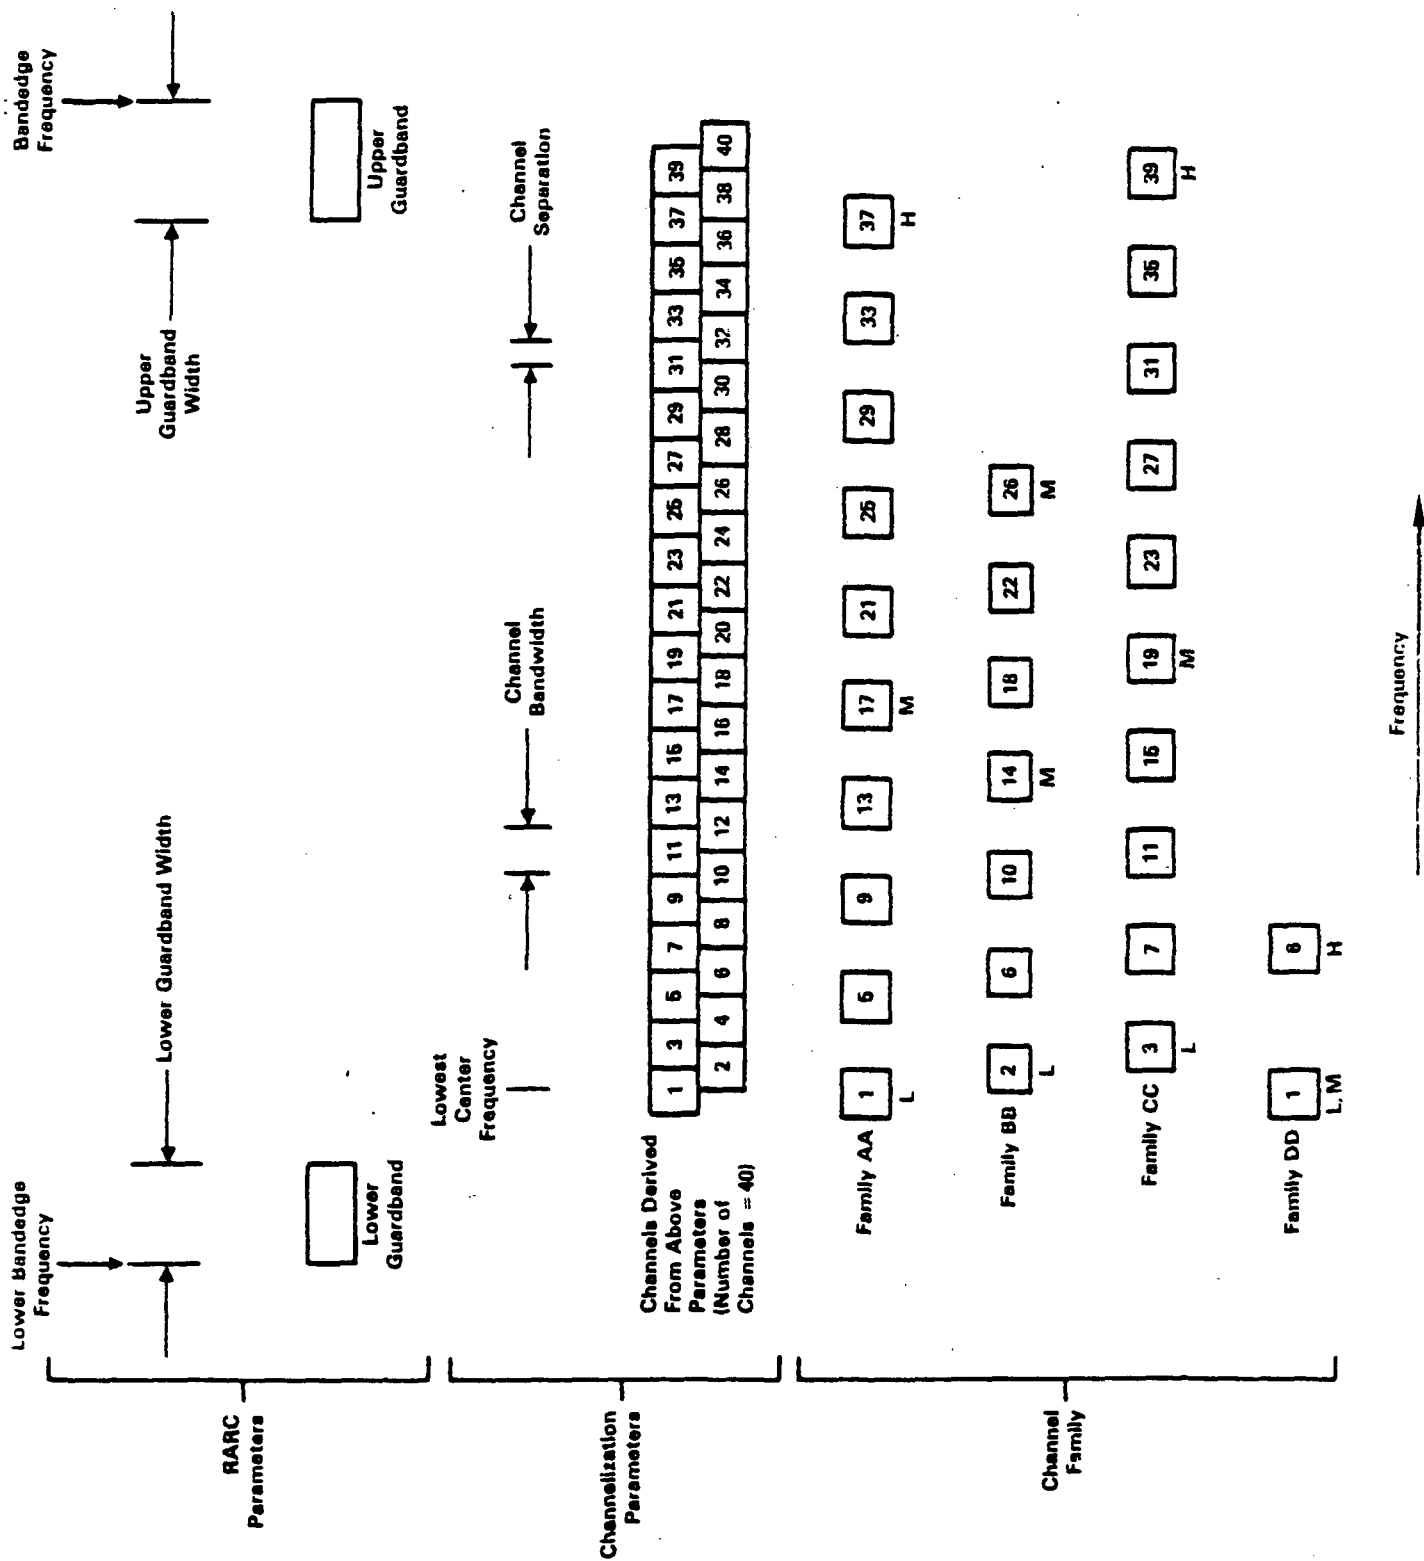 RARC
Parameters
Lower Bandedge
Frequency
Lower Guardband Width
Upper
Guardband
Width
Bandedge
Frequency
Lower
Guardband
Upper
Guardband
Channelization
Parameters
Lowest
Center
Frequency
Channel
Bandwidth
Channel
Separation
Channels Derived
From Above
Parameters
(Number of
Channels = 40)
1 3 5 7 9 11 13 15 17 19 21 23 25 27 29 31 33 35 37 39
2 4 6 8 10 12 14 16 18 20 22 24 26 28 30 32 34 36 38 40
Channel
Family
Family AA
1 5 9 13 17 21 25 29 33 37
L M H
Family BB
2 6 10 14 18 22 26
L M M
Family CC
3 7 11 15 19 23 27 31 35 39
L M H
Family DD
1 6
L, M H
Frequency